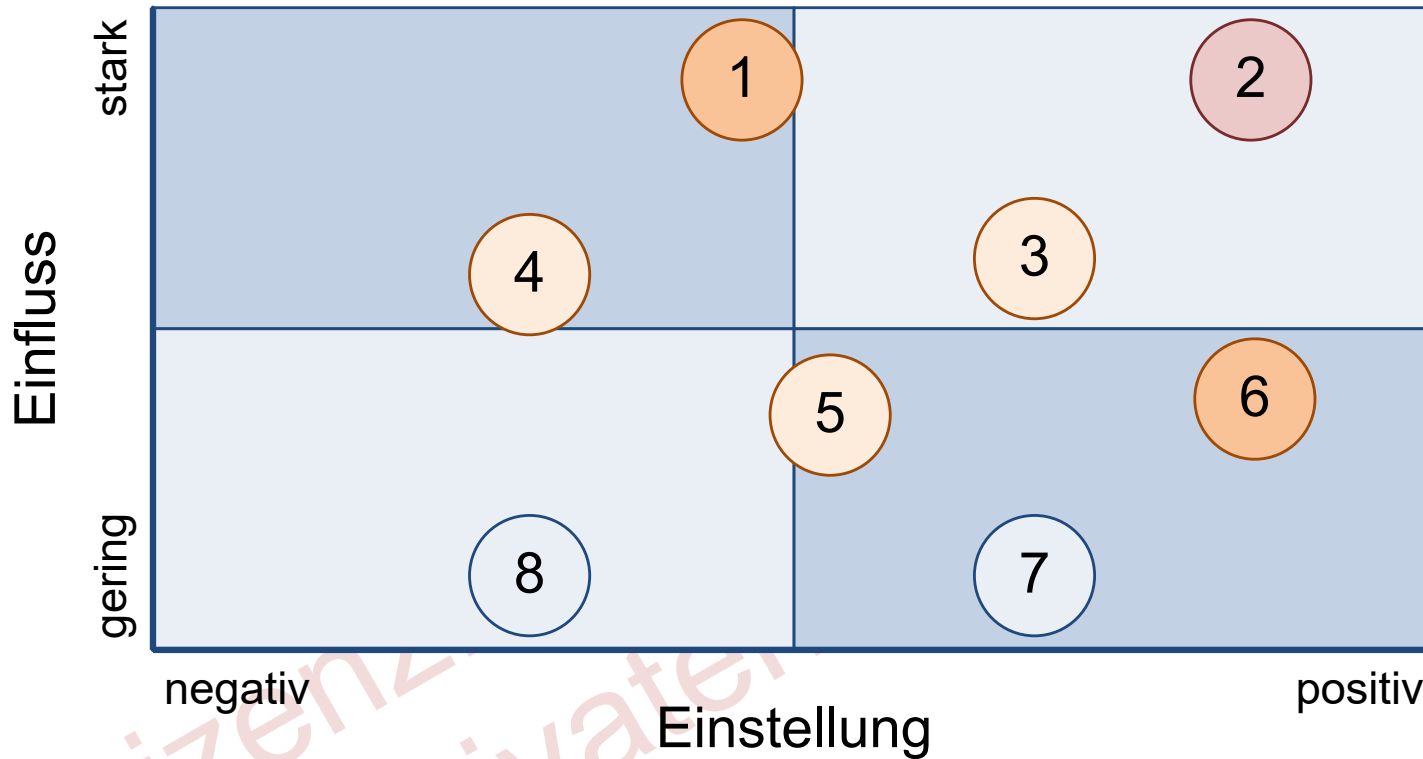 stark
Einfluss
gering
1
2
3
4
5
6
7
8
negativ
positiv
Einstellung